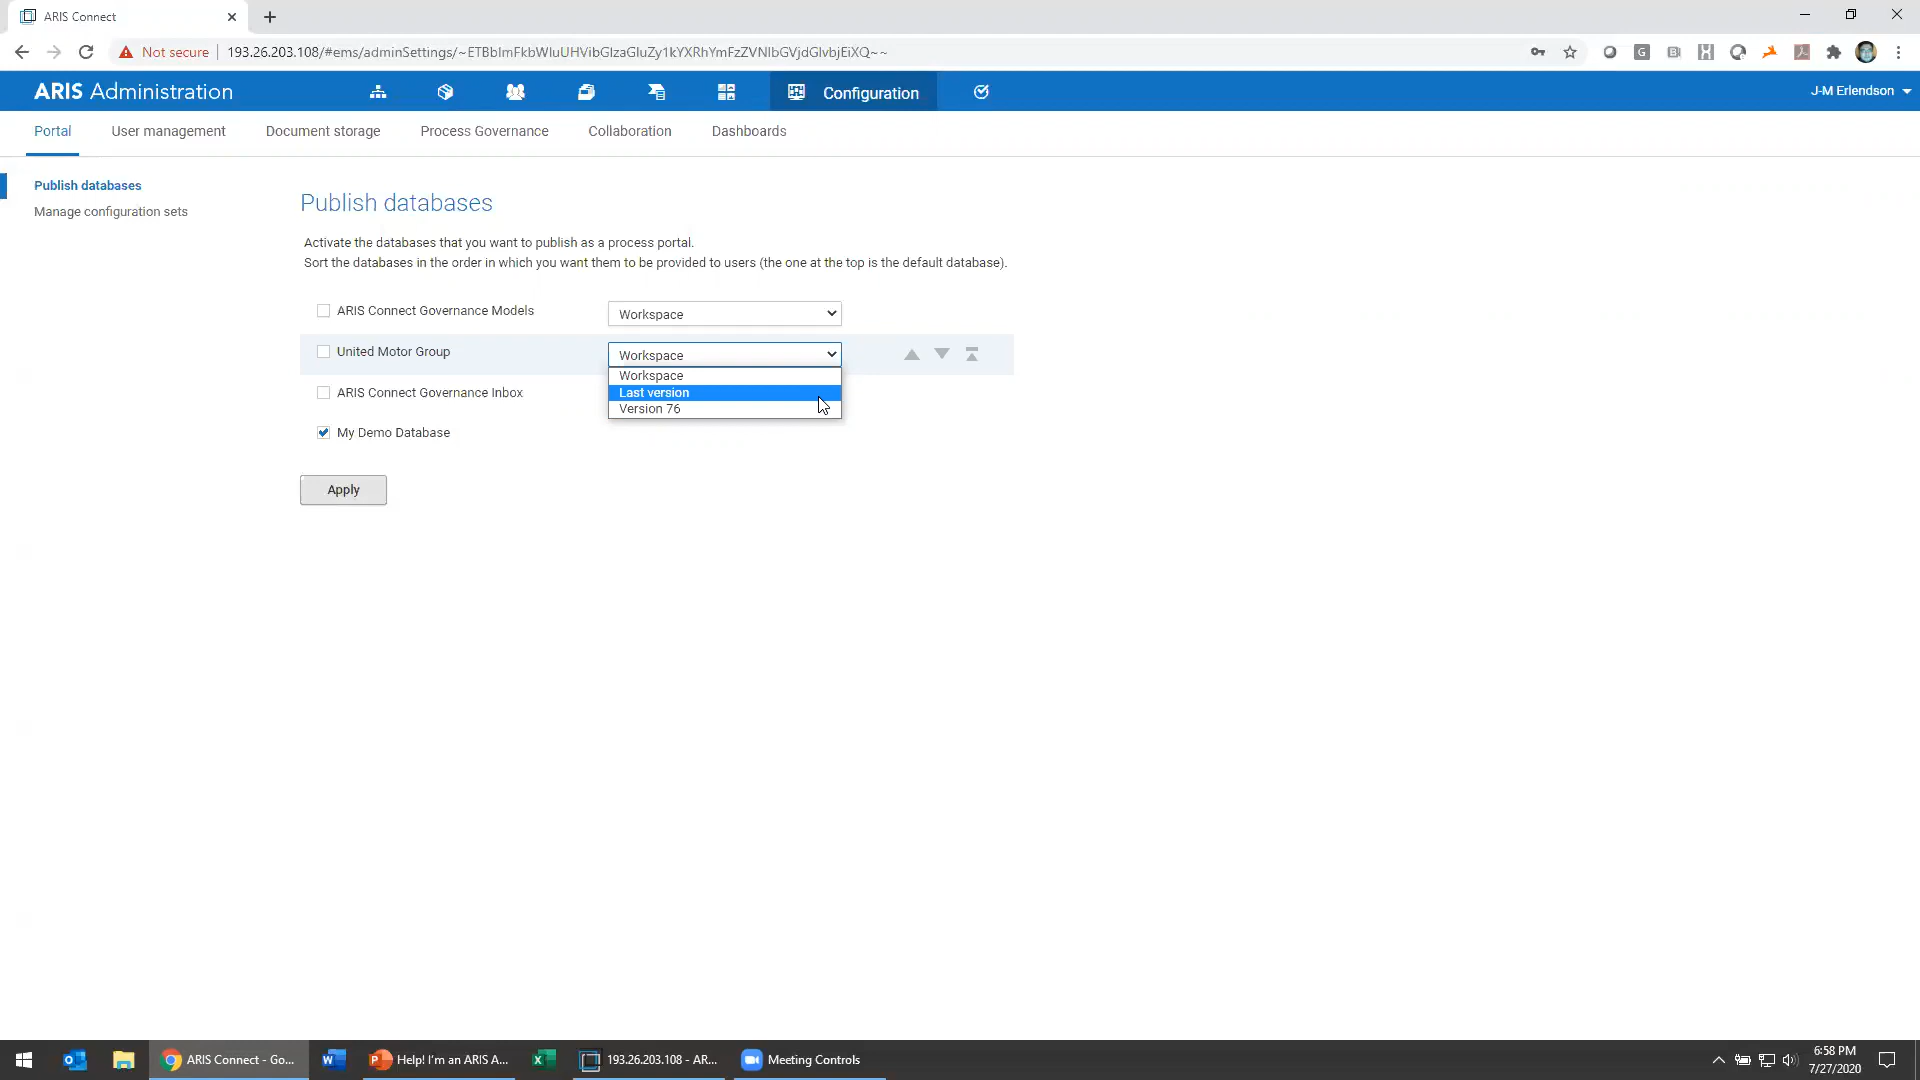 ARIS Connect
Not secure
193.26.203.108/#ems/adminSettings/~ETBbImFkbWluUHVibGlzaGluZy1kYXRhYmFzZVNlbGVjdGlvbjEiXQ~~
ARIS Administration
Configuration
J-M Erlendson
Portal
User management
Document storage
Process Governance
Collaboration
Dashboards
Publish databases
Manage configuration sets
Publish databases
Activate the databases that you want to publish as a process portal.
Sort the databases in the order in which you want them to be provided to users (the one at the top is the default database).
ARIS Connect Governance Models
Workspace
United Motor Group
Workspace
Workspace
Last version
Version 76
ARIS Connect Governance Inbox
My Demo Database
Apply
ARIS Connect - Go...
Help! I'm an ARIS A...
193.26.203.108 - AR...
Meeting Controls
6:58 PM
7/27/2020